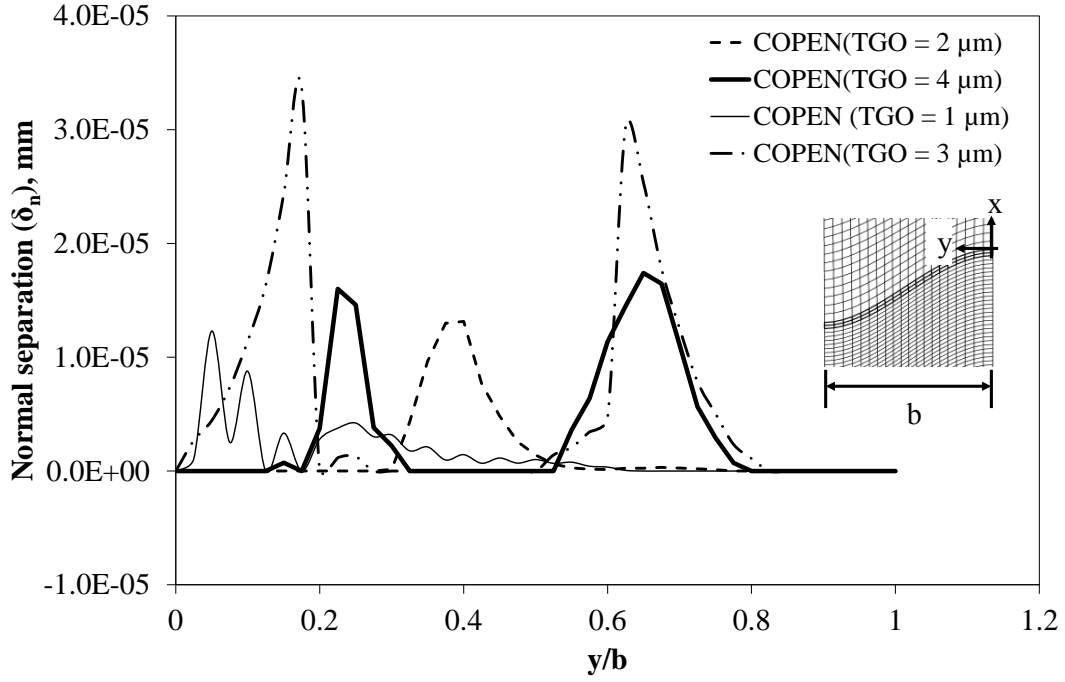 4.0E-05
3.0E-05
2.0E-05
1.0E-05
0.0E+00
-1.0E-05
Normal separation (δn), mm
COPEN(TGO = 2 µm)
COPEN(TGO = 4 µm)
COPEN (TGO = 1 µm)
COPEN(TGO = 3 µm)
x
y
b
0 0.2 0.4 0.6 0.8 1 1.2
y/b